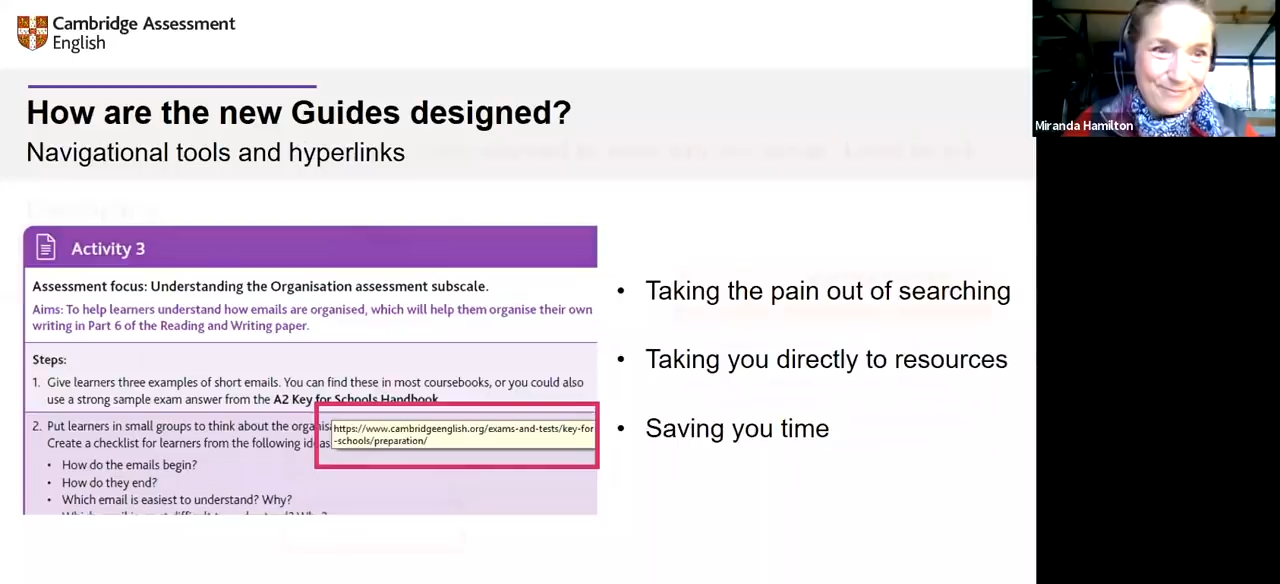 Cambridge Assessment
English
Miranda Hamilton
How are the new Guides designed?
Navigational tools and hyperlinks
Activity 3
Assessment focus: Understanding the Organisation assessment subscale.
Aims: To help learners understand how emails are organised, which will help them organise their own
writing in Part 6 of the Reading and Writing paper.
Steps:
1. Give learners three examples of short emails. You can find these in most coursebooks, or you could also
use a strong sample exam answer from the A2 Key for Schools Handbook.
2. Put learners in small groups to think about the
Create a checklist for learners from the following
https://www.cambridgeenglish.org/exams-and-tests/key-for
-schools/preparation/
• How do the emails begin?
• How do they end?
• Which email is easiest to understand? Why?
• Taking the pain out of searching
• Taking you directly to resources
• Saving you time